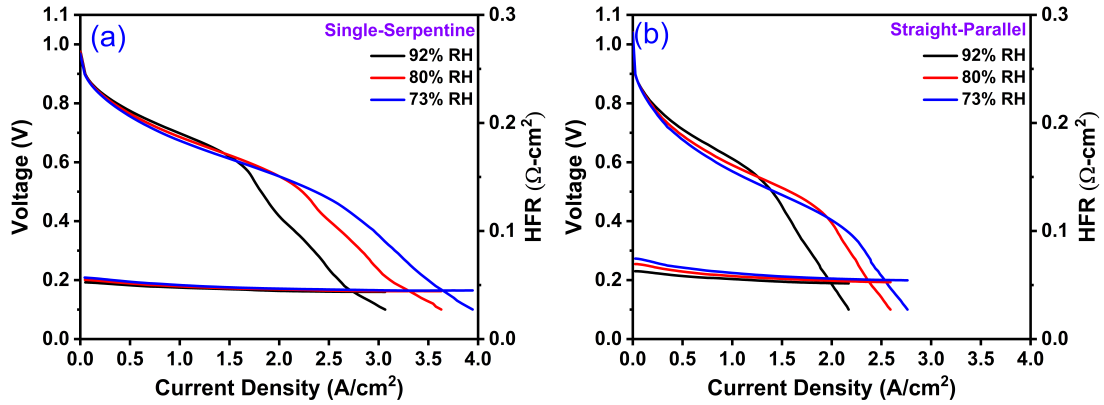 (a)
Single-Serpentine
92% RH
80% RH
73% RH
1.1
1.0
0.8
0.6
0.4
0.2
0.0
Voltage (V)
0.3
0.2
0.1
0.0
HFR (Ω-cm²)
0.0 0.5 1.0 1.5 2.0 2.5 3.0 3.5 4.0
Current Density (A/cm²)
(b)
Straight-Parallel
92% RH
80% RH
73% RH
1.1
1.0
0.8
0.6
0.4
0.2
0.0
Voltage (V)
0.3
0.2
0.1
0.0
HFR (Ω-cm²)
0.0 0.5 1.0 1.5 2.0 2.5 3.0 3.5 4.0
Current Density (A/cm²)